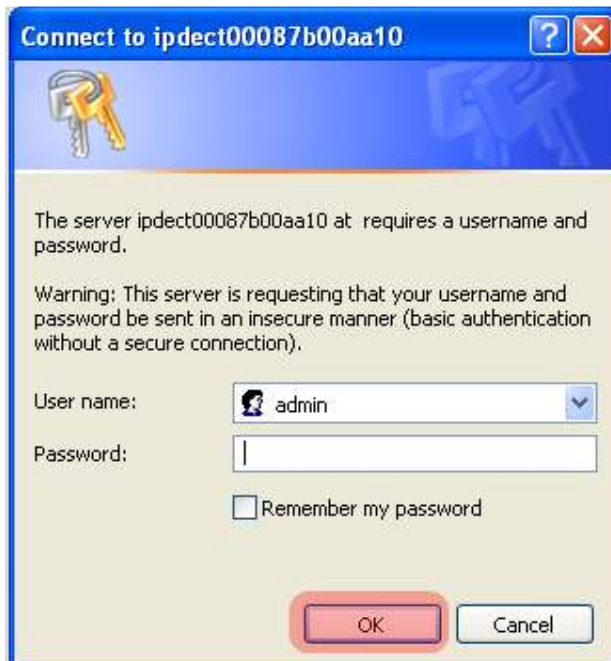 Connect to ipdect00087b00aa10
The server ipdect00087b00aa10 at  requires a username and
password.
Warning: This server is requesting that your username and
password be sent in an insecure manner (basic authentication
without a secure connection).
User name:
admin
Password:
Remember my password
OK
Cancel